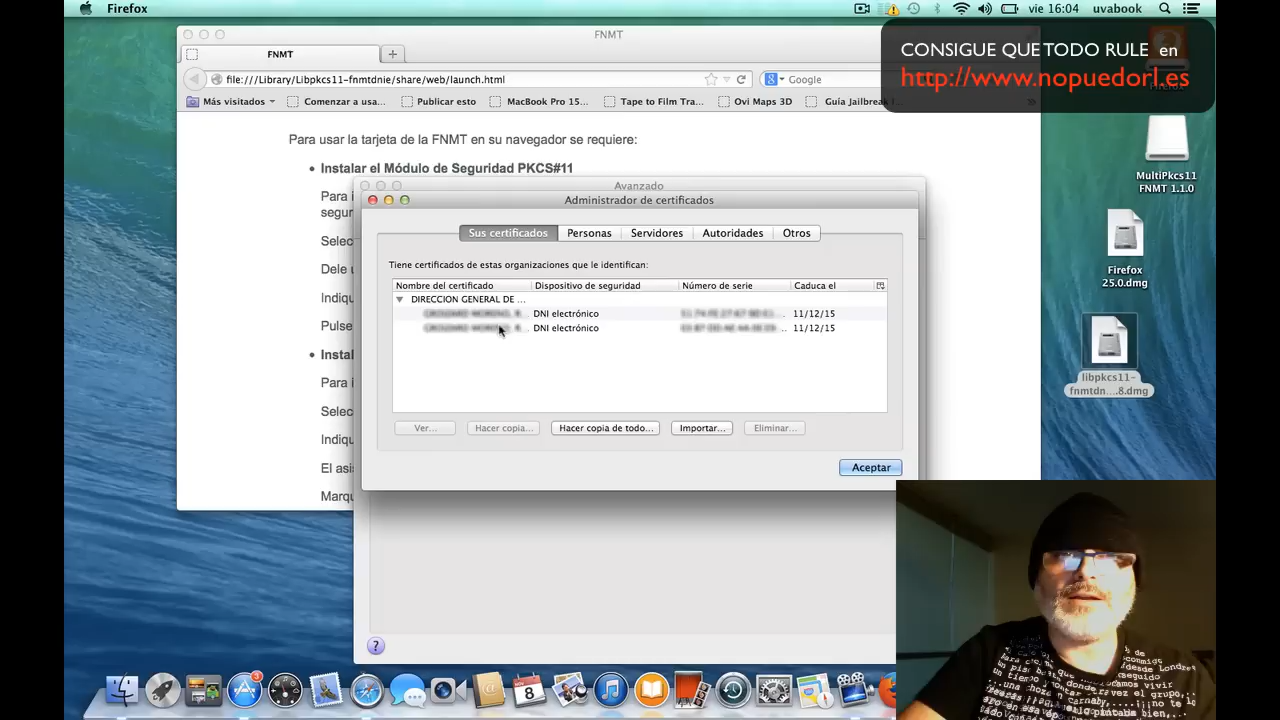 Firefox
vie 16:04
uvabook
FNMT
FNMT
CONSIGUE QUE TODO RULE en
http://www.nopuedorl.es
file:///Library/Libpkcs11-fnmtdnie/share/web/launch.html
Google
Más visitados
Comenzar a usa...
Publicar esto
MacBook Pro 15...
Tape to Film Tra...
Ovi Maps 3D
Guía Jailbreak
Firefox
Para usar la tarjeta de la FNMT en su navegador se requiere:
• Instalar el Módulo de Seguridad PKCS#11
Para i
segur
Selec
Dele u
Indiq
Pulse
• Instal
Para i
Selec
Indiq
El asi
Marqu
Avanzado
Administrador de certificados
Sus certificados
Personas
Servidores
Autoridades
Otros
Tiene certificados de estas organizaciones que le identifican:
Nombre del certificado
Dispositivo de seguridad
Número de serie
Caduca el
DIRECCION GENERAL DE ...
DNI electrónico
11/12/15
DNI electrónico
11/12/15
Ver...
Hacer copia...
Hacer copia de todo...
Importar...
Eliminar...
Aceptar
?
MultiPkcs11
FNMT 1.1.0
Firefox
25.0.dmg
libpkcs11-
fnmtdn....8.dmg
3
8